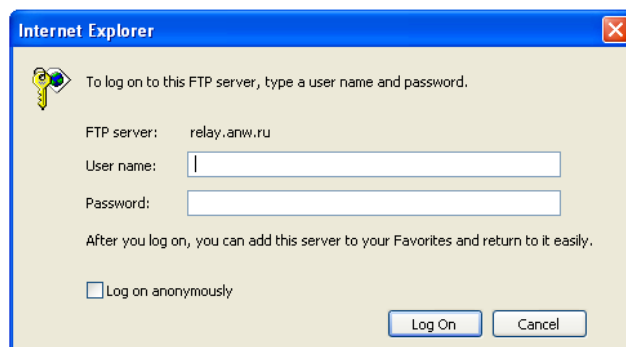 Internet Explorer
To log on to this FTP server, type a user name and password.
FTP server: relay.anw.ru
User name:
Password:
After you log on, you can add this server to your Favorites and return to it easily.
Log on anonymously
Log On Cancel